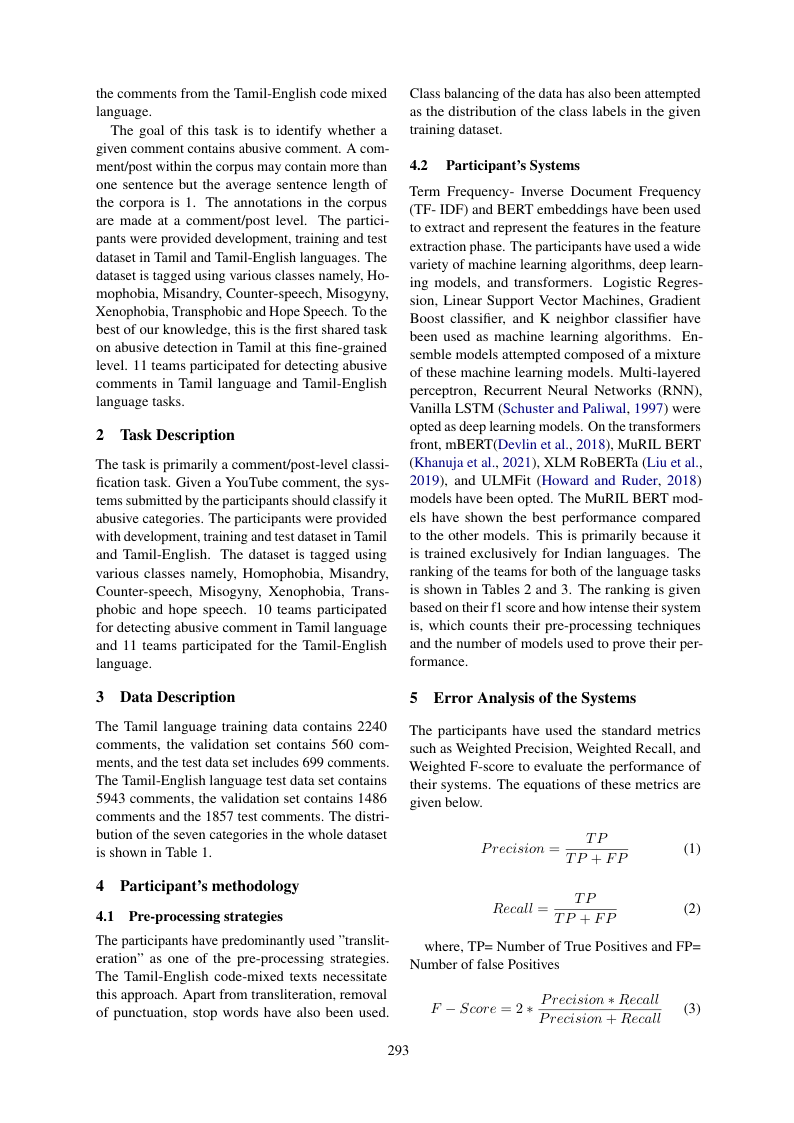 the comments from the Tamil-English code mixed
language.
The goal of this task is to identify whether a
given comment contains abusive comment. A com-
ment/post within the corpus may contain more than
one sentence but the average sentence length of
the corpora is 1. The annotations in the corpus
are made at a comment/post level. The partici-
pants were provided development, training and test
dataset in Tamil and Tamil-English languages. The
dataset is tagged using various classes namely, Ho-
mophobia, Misandry, Counter-speech, Misogyny,
Xenophobia, Transphobic and Hope Speech. To the
best of our knowledge, this is the first shared task
on abusive detection in Tamil at this fine-grained
level. 11 teams participated for detecting abusive
comments in Tamil language and Tamil-English
language tasks.
2 Task Description
The task is primarily a comment/post-level classi-
fication task. Given a YouTube comment, the sys-
tems submitted by the participants should classify it
abusive categories. The participants were provided
with development, training and test dataset in Tamil
and Tamil-English. The dataset is tagged using
various classes namely, Homophobia, Misandry,
Counter-speech, Misogyny, Xenophobia, Trans-
phobic and hope speech. 10 teams participated
for detecting abusive comment in Tamil language
and 11 teams participated for the Tamil-English
language.
3 Data Description
The Tamil language training data contains 2240
comments, the validation set contains 560 com-
ments, and the test data set includes 699 comments.
The Tamil-English language test data set contains
5943 comments, the validation set contains 1486
comments and the 1857 test comments. The distri-
bution of the seven categories in the whole dataset
is shown in Table 1.
4 Participant's methodology
4.1 Pre-processing strategies
The participants have predominantly used ”translit-
eration” as one of the pre-processing strategies.
The Tamil-English code-mixed texts necessitate
this approach. Apart from transliteration, removal
of punctuation, stop words have also been used.
Class balancing of the data has also been attempted
as the distribution of the class labels in the given
training dataset.
4.2 Participant's Systems
Term Frequency- Inverse Document Frequency
(TF- IDF) and BERT embeddings have been used
to extract and represent the features in the feature
extraction phase. The participants have used a wide
variety of machine learning algorithms, deep learn-
ing models, and transformers. Logistic Regres-
sion, Linear Support Vector Machines, Gradient
Boost classifier, and K neighbor classifier have
been used as machine learning algorithms. En-
semble models attempted composed of a mixture
of these machine learning models. Multi-layered
perceptron, Recurrent Neural Networks (RNN),
Vanilla LSTM (Schuster and Paliwal, 1997) were
opted as deep learning models. On the transformers
front, mBERT(Devlin et al., 2018), MuRIL BERT
(Khanuja et al., 2021), XLM RoBERTa (Liu et al.,
2019), and ULMFit (Howard and Ruder, 2018)
models have been opted. The MuRIL BERT mod-
els have shown the best performance compared
to the other models. This is primarily because it
is trained exclusively for Indian languages. The
ranking of the teams for both of the language tasks
is shown in Tables 2 and 3. The ranking is given
based on their f1 score and how intense their system
is, which counts their pre-processing techniques
and the number of models used to prove their per-
formance.
5 Error Analysis of the Systems
The participants have used the standard metrics
such as Weighted Precision, Weighted Recall, and
Weighted F-score to evaluate the performance of
their systems. The equations of these metrics are
given below.
Precision = TP / (TP + FP) (1)
Recall = TP / (TP + FP) (2)
where, TP= Number of True Positives and FP=
Number of false Positives
F − Score = 2 ∗ (Precision ∗ Recall) / (Precision + Recall) (3)
293